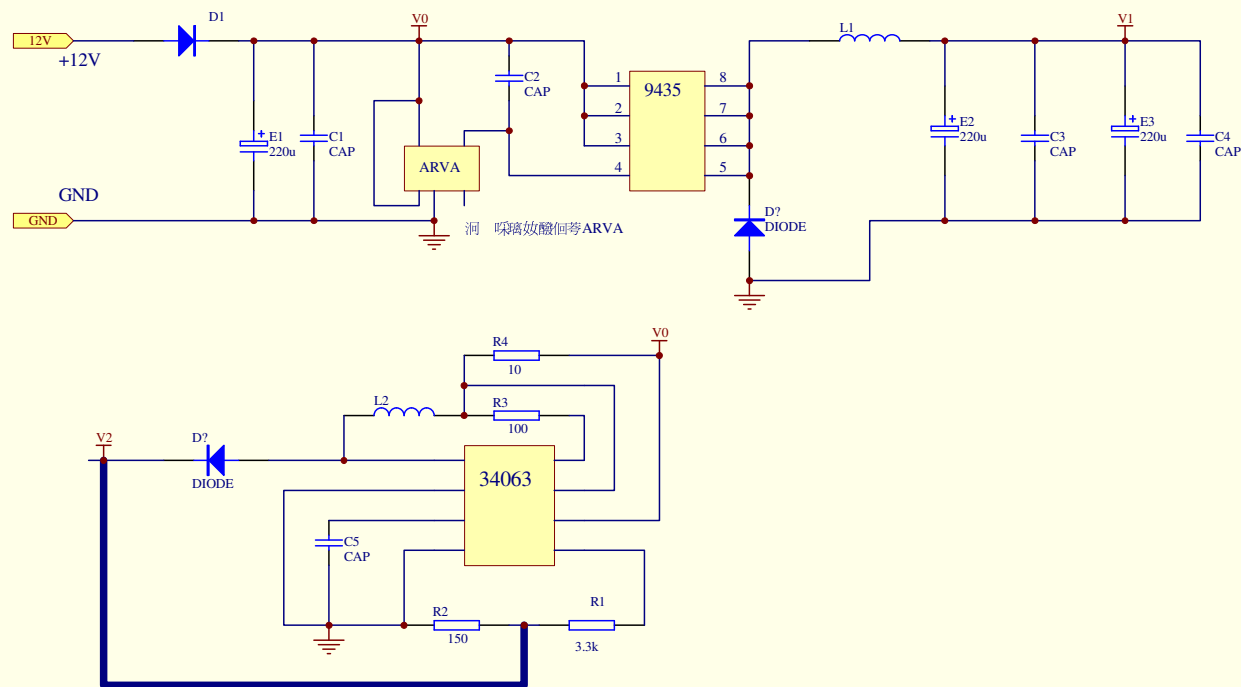 D1
V0
12V
+12V
E1
220u
C1
CAP
C2
CAP
ARVA
GND
GND
ARVA
1
2
3
4
9435
8
7
6
5
D?
DIODE
L1
V1
E2
220u
C3
CAP
E3
220u
C4
CAP
V0
R4
10
L2
R3
100
V2
D?
DIODE
34063
C5
CAP
R2
150
R1
3.3k